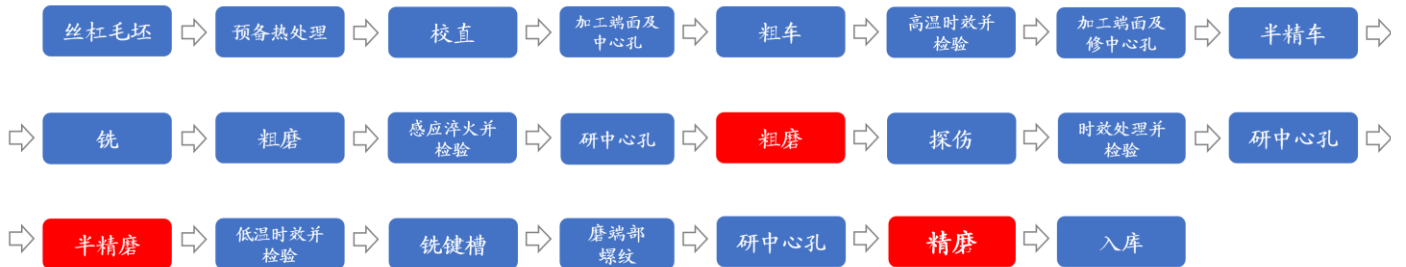 丝杠毛坯
预备热处理
校直
加工端面及
中心孔
粗车
高温时效并
检验
加工端面及
修中心孔
半精车
铣
粗磨
感应淬火并
检验
研中心孔
粗磨
探伤
时效处理并
检验
研中心孔
半精磨
低温时效并
检验
铣键槽
磨端部
螺纹
研中心孔
精磨
入库